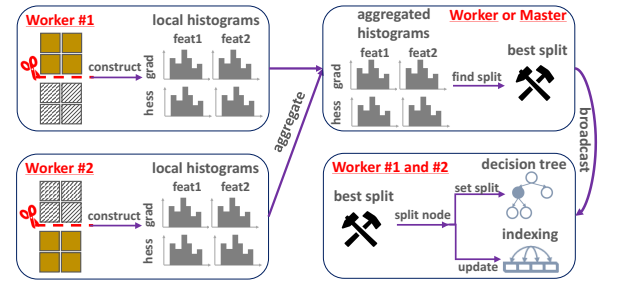 Worker #1
local histograms
feat1 feat2
construct
grad
hess
aggregate
aggregated
histograms
feat1 feat2
grad
hess
Worker or Master
best split
find split
broadcast
Worker #2
local histograms
feat1 feat2
construct
grad
hess
Worker #1 and #2
decision tree
best split
set split
split node
indexing
update